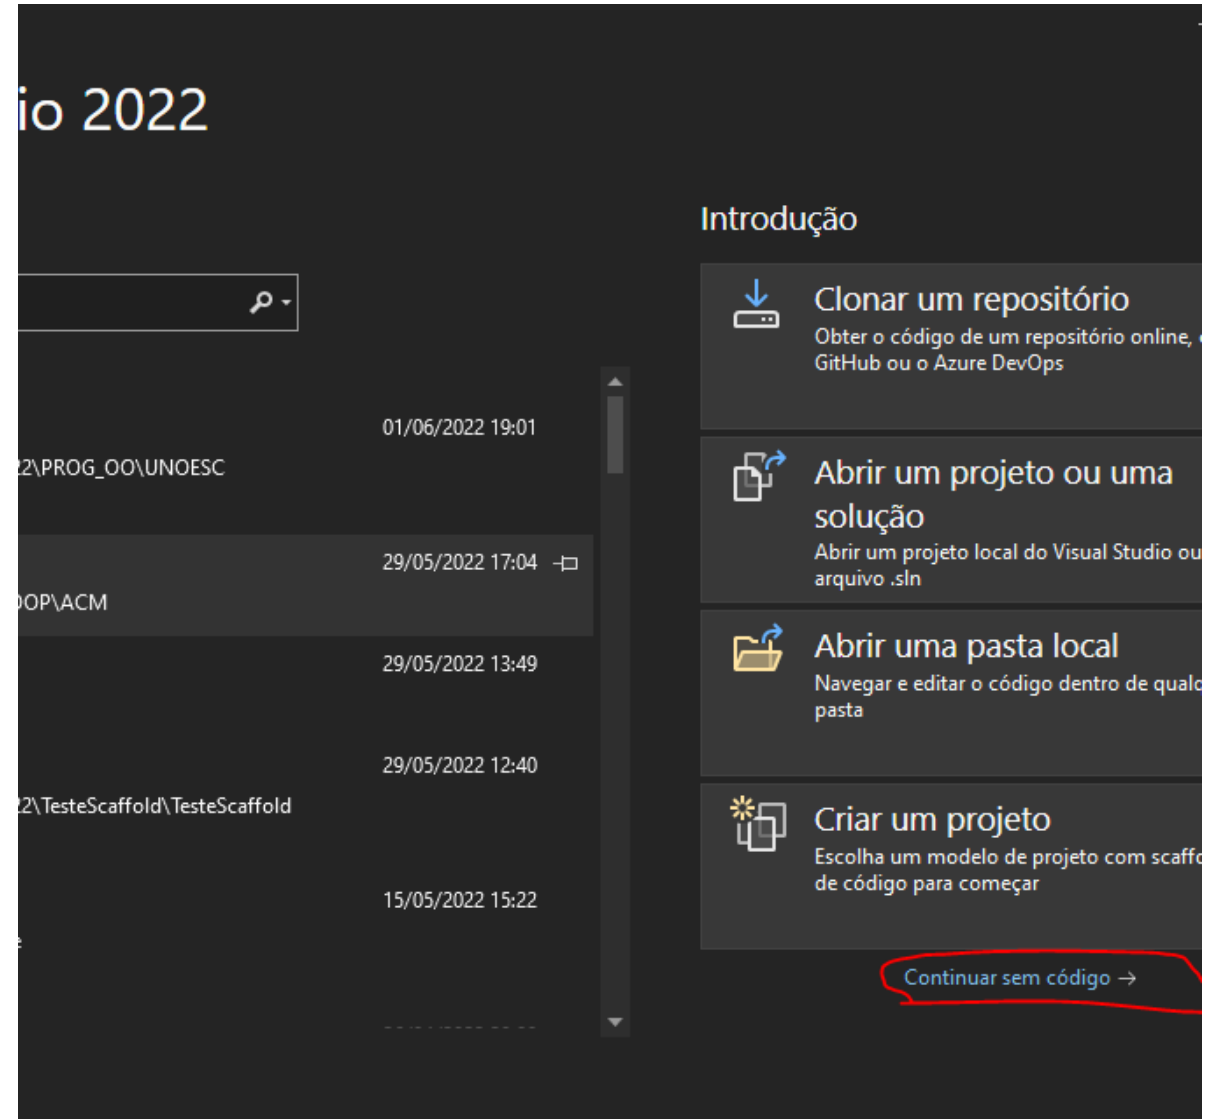 io 2022
01/06/2022 19:01
22\PROG_OO\UNOESC
29/05/2022 17:04
OOP\ACM
29/05/2022 13:49
29/05/2022 12:40
22\TesteScaffold\TesteScaffold
15/05/2022 15:22
e
Introdução
Clonar um repositório
Obter o código de um repositório online,
GitHub ou o Azure DevOps
Abrir um projeto ou uma
solução
Abrir um projeto local do Visual Studio ou
arquivo .sln
Abrir uma pasta local
Navegar e editar o código dentro de qualq
pasta
Criar um projeto
Escolha um modelo de projeto com scaffo
de código para começar
Continuar sem código →